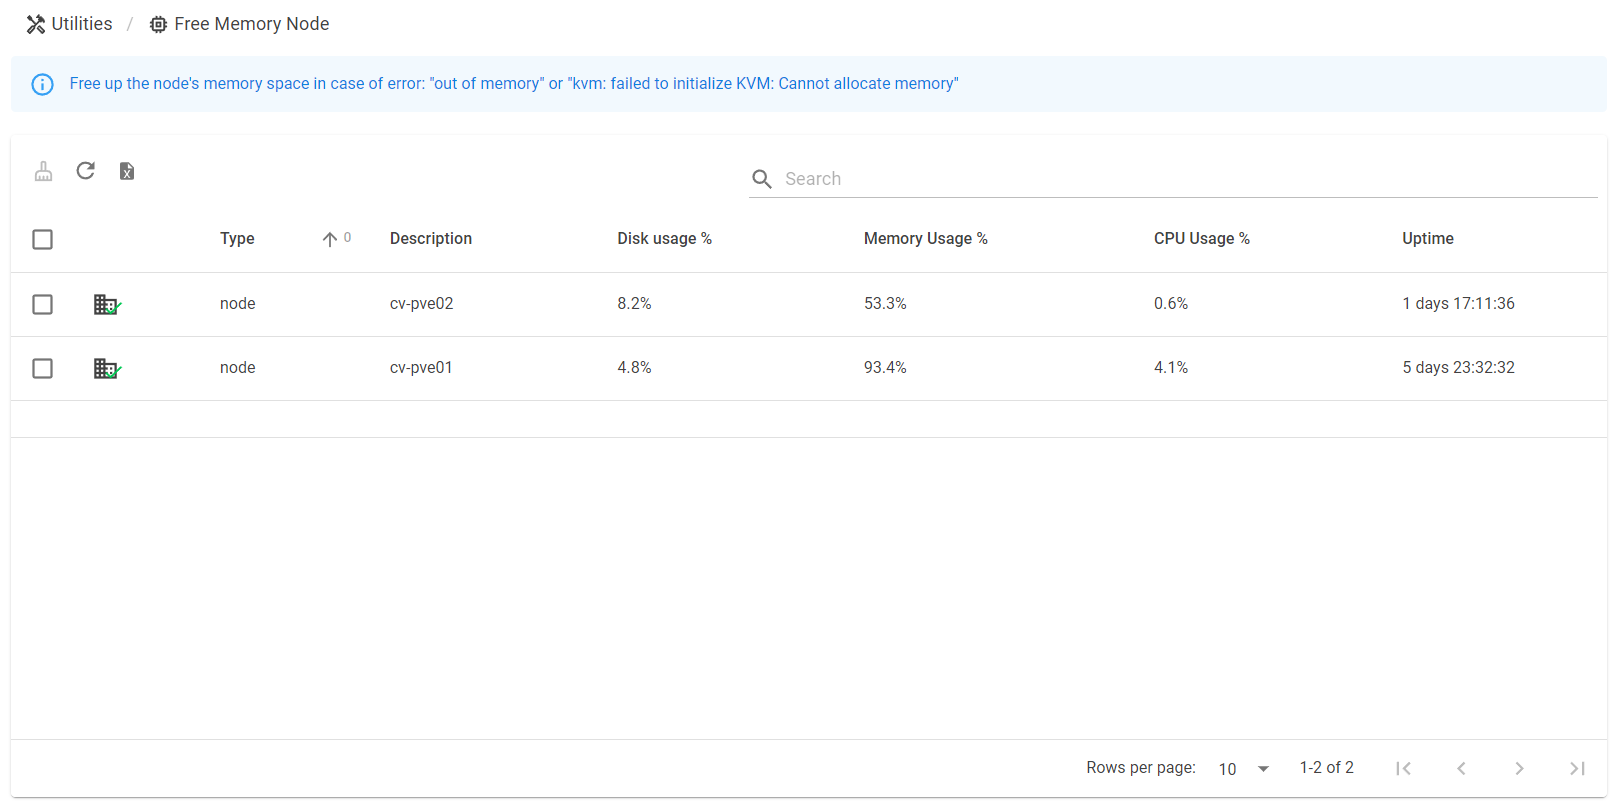 Utilities / Free Memory Node
Free up the node's memory space in case of error: "out of memory" or "kvm: failed to initialize KVM: Cannot allocate memory"
Search
Type 0 Description Disk usage % Memory Usage % CPU Usage % Uptime
node cv-pve02 8.2% 53.3% 0.6% 1 days 17:11:36
node cv-pve01 4.8% 93.4% 4.1% 5 days 23:32:32
Rows per page: 10 1-2 of 2